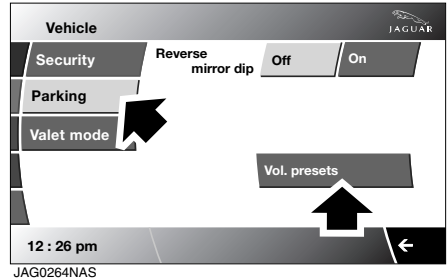 Vehicle
JAGUAR
Security
Reverse
mirror dip
Off
On
Parking
Valet mode
Vol. presets
12 : 26 pm
JAG0264NAS